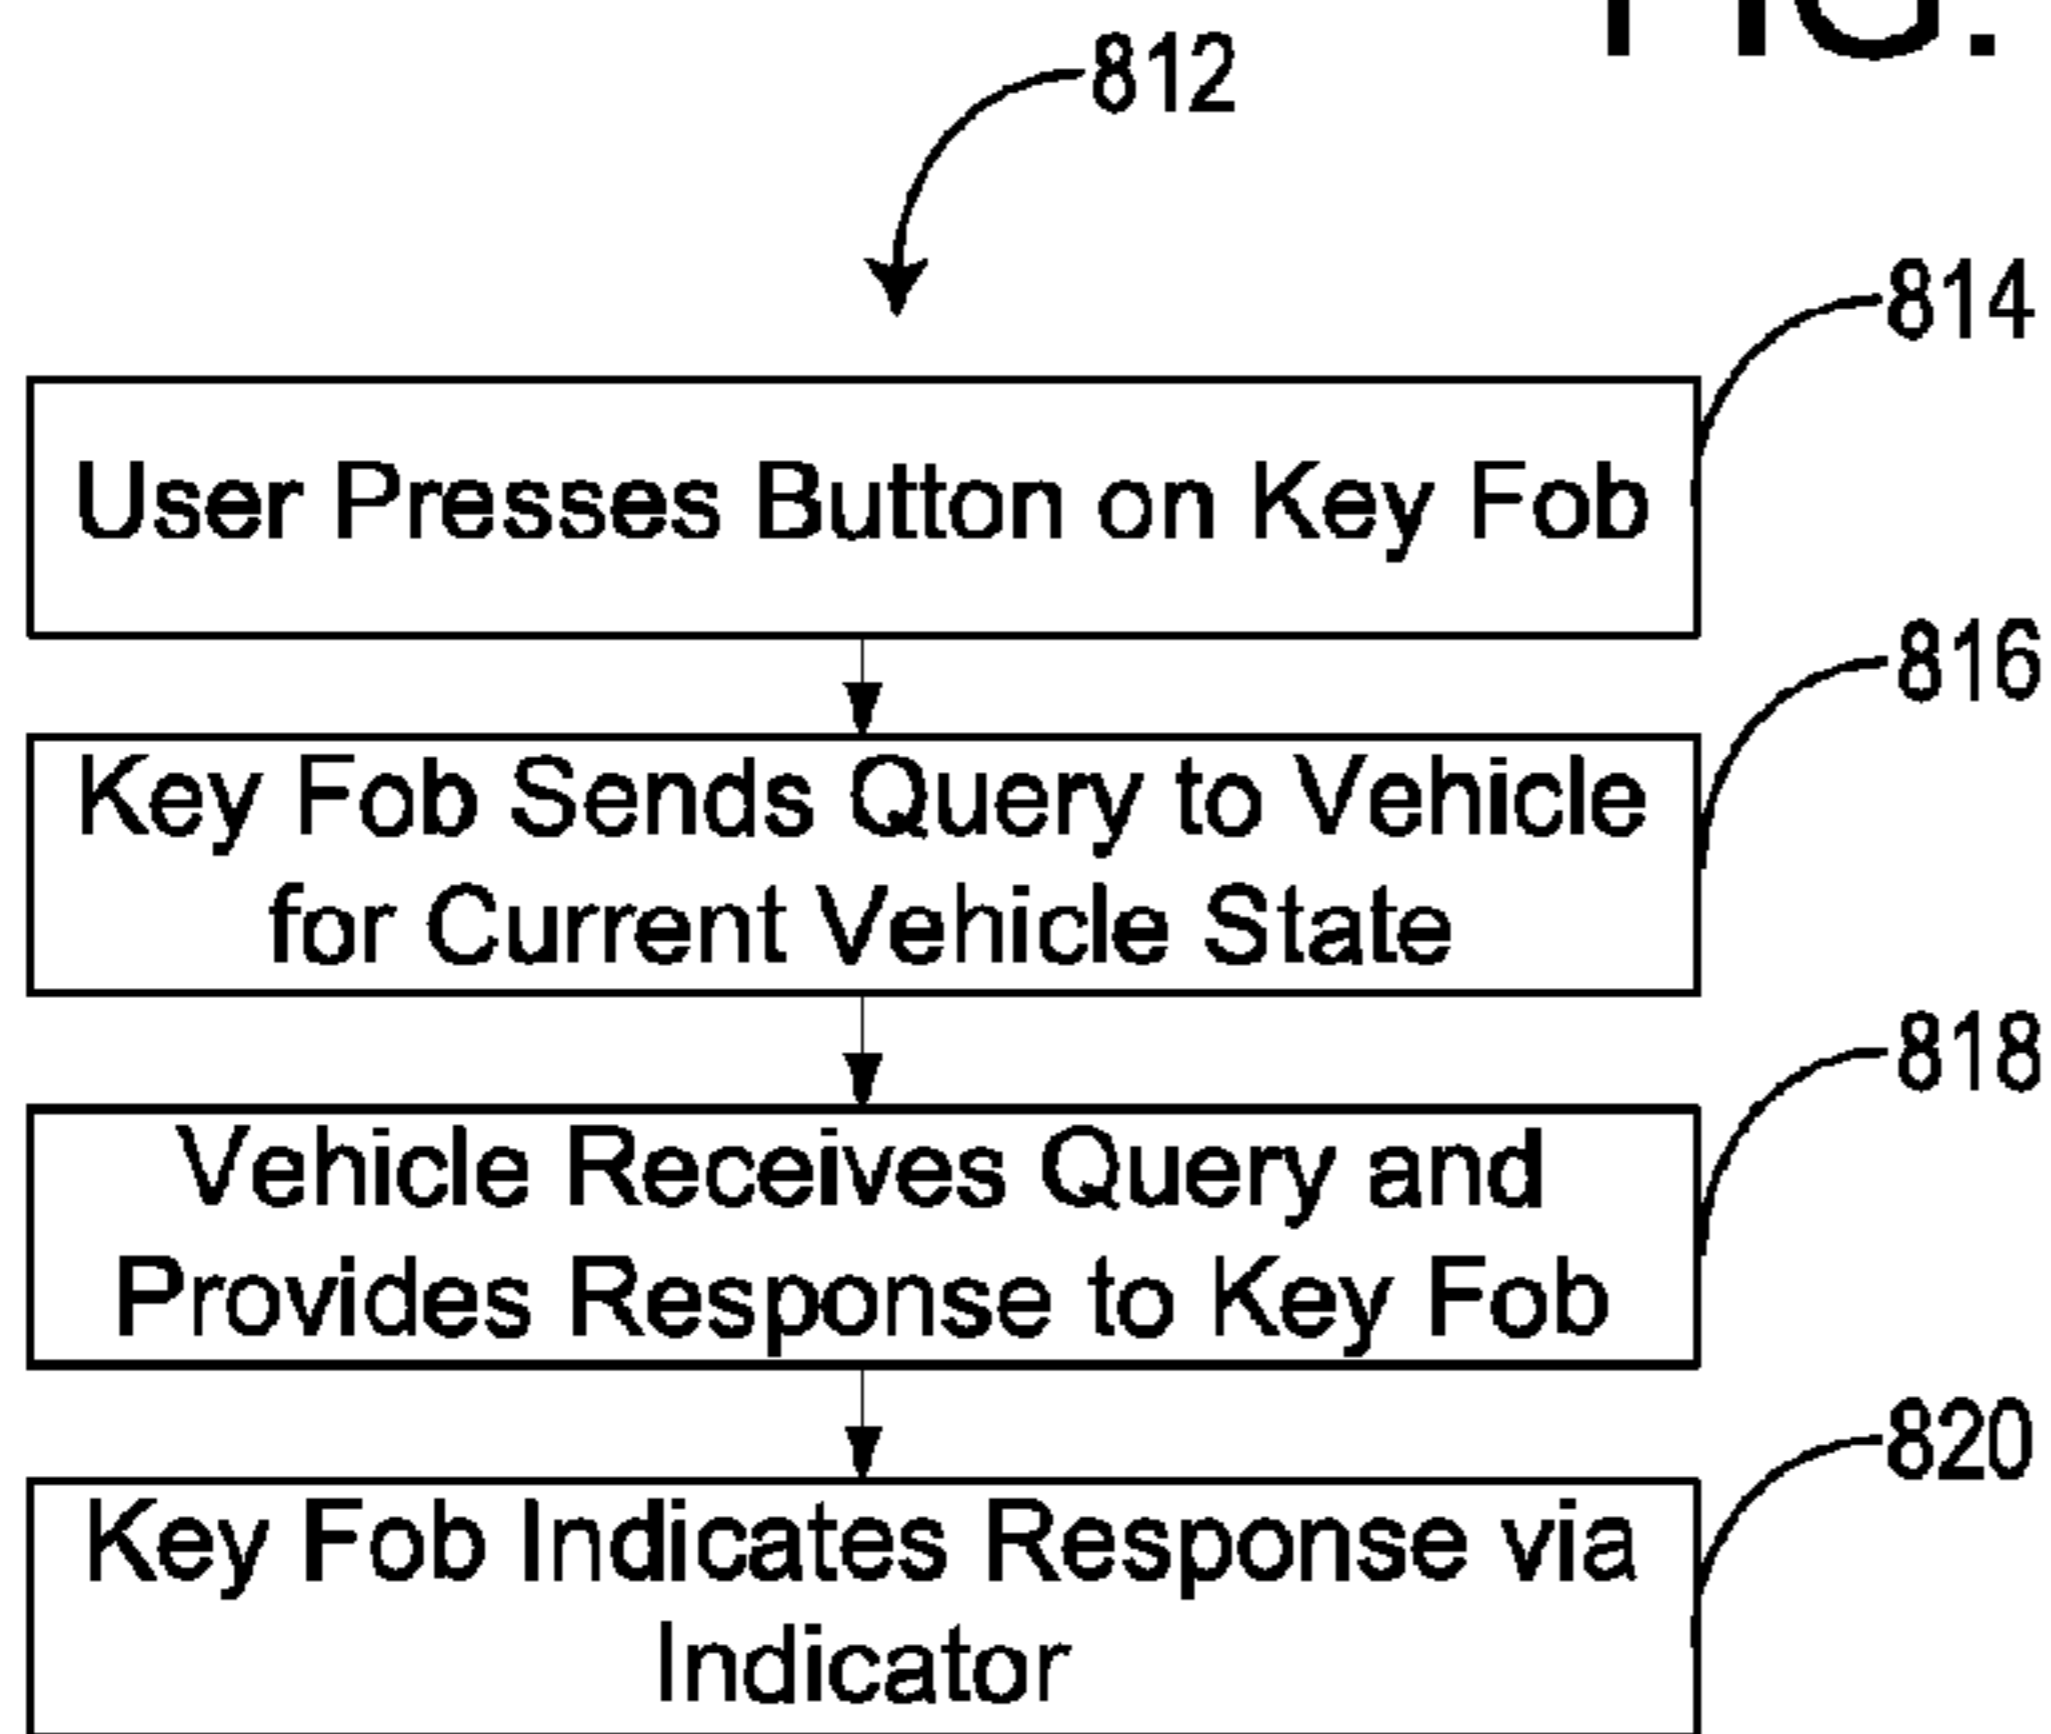 FIG.
812
814
User Presses Button on Key Fob
816
Key Fob Sends Query to Vehicle
for Current Vehicle State
818
Vehicle Receives Query and
Provides Response to Key Fob
820
Key Fob Indicates Response via
Indicator